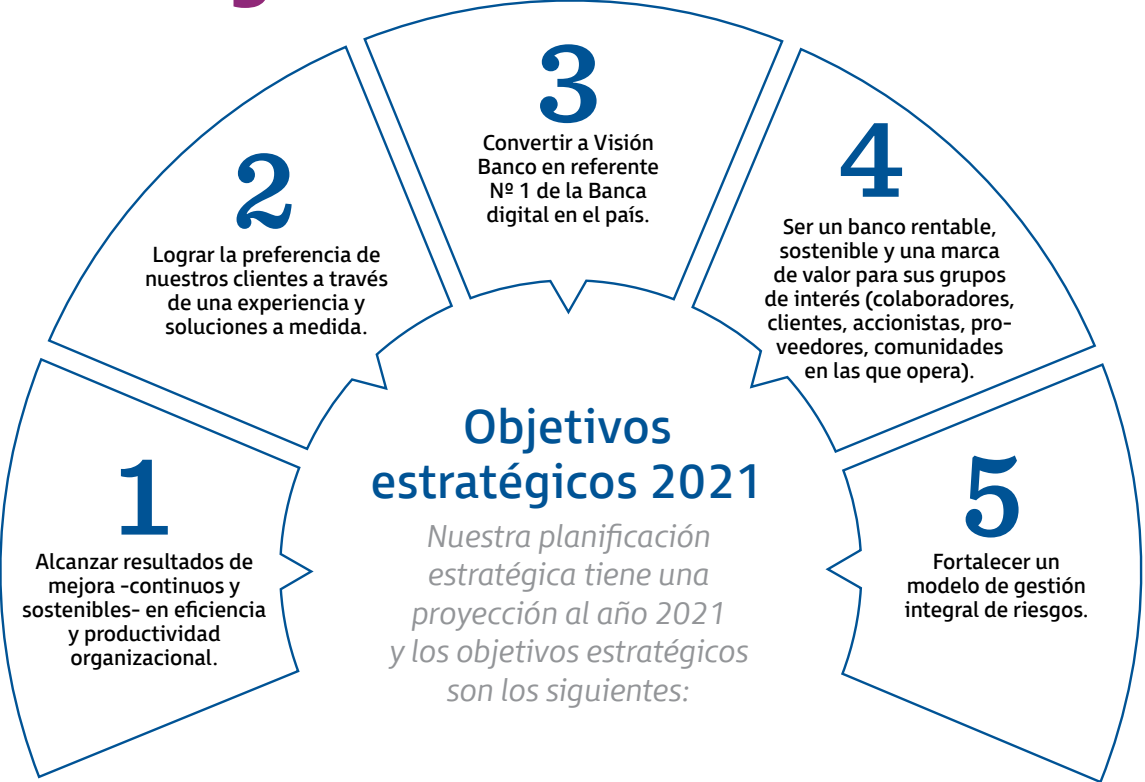 1
Alcanzar resultados de
mejora -continuos y
sostenibles- en eficiencia
y productividad
organizacional.
2
Lograr la preferencia de
nuestros clientes a través
de una experiencia y
soluciones a medida.
3
Convertir a Visión
Banco en referente
Nº 1 de la Banca
digital en el país.
4
Ser un banco rentable,
sostenible y una marca
de valor para sus grupos
de interés (colaboradores,
clientes, accionistas, pro-
veedores, comunidades
en las que opera).
5
Fortalecer un
modelo de gestión
integral de riesgos.
Objetivos
estratégicos 2021
Nuestra planificación
estratégica tiene una
proyección al año 2021
y los objetivos estratégicos
son los siguientes: